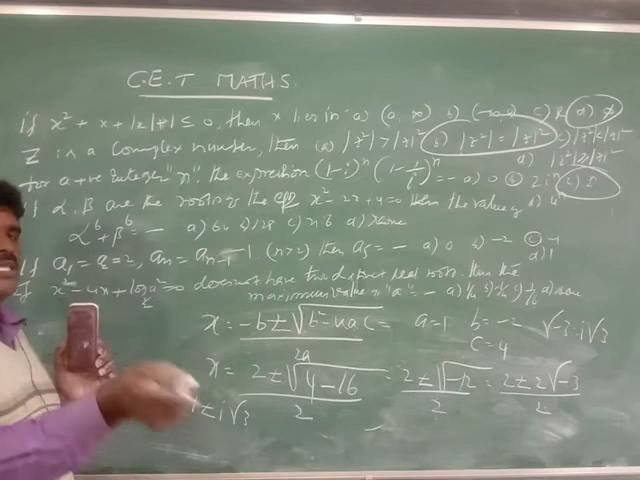 C.E.T MATHS.
if x² + x + |x| + 1 ≤ 0, then x lies in a) (0, ∞) b) c) R d) ϕ
Z is a Complex number, then (a) |z²| > |z|² b) |z²| = |z|² c) |z²| < |z|²
d) |z²| ≥ |z|²
for a +ve integer "n" the expression (1-i)ⁿ (1-1/i)ⁿ = - a) 0 b) 2iⁿ c) 2ⁿ
d) 4ⁿ
if α, β are the roots of the x² - 2x + 4 = 0 then the value of
α⁶ + β⁶ = - a) 64 b) 128 c) d) None
If a₁ = a₂ = 2, aₙ = aₙ₋₁ - 1 (n>2) then a₅ = - a) 0 b) -2 c) -1
d) 1
If x² - 4x + log a = 0 does not have two distinct real roots. then the
maximum value of "a" = - a) 1/4 c) 1/16 d) None
x = -b ± √b² - 4ac = a = 1 b = -2 √-3 = i√3
2a c = 4
x = 2 ± √4 - 16 = 2 ± √-12 = 2 ± 2√-3
2 2 2
± i√3